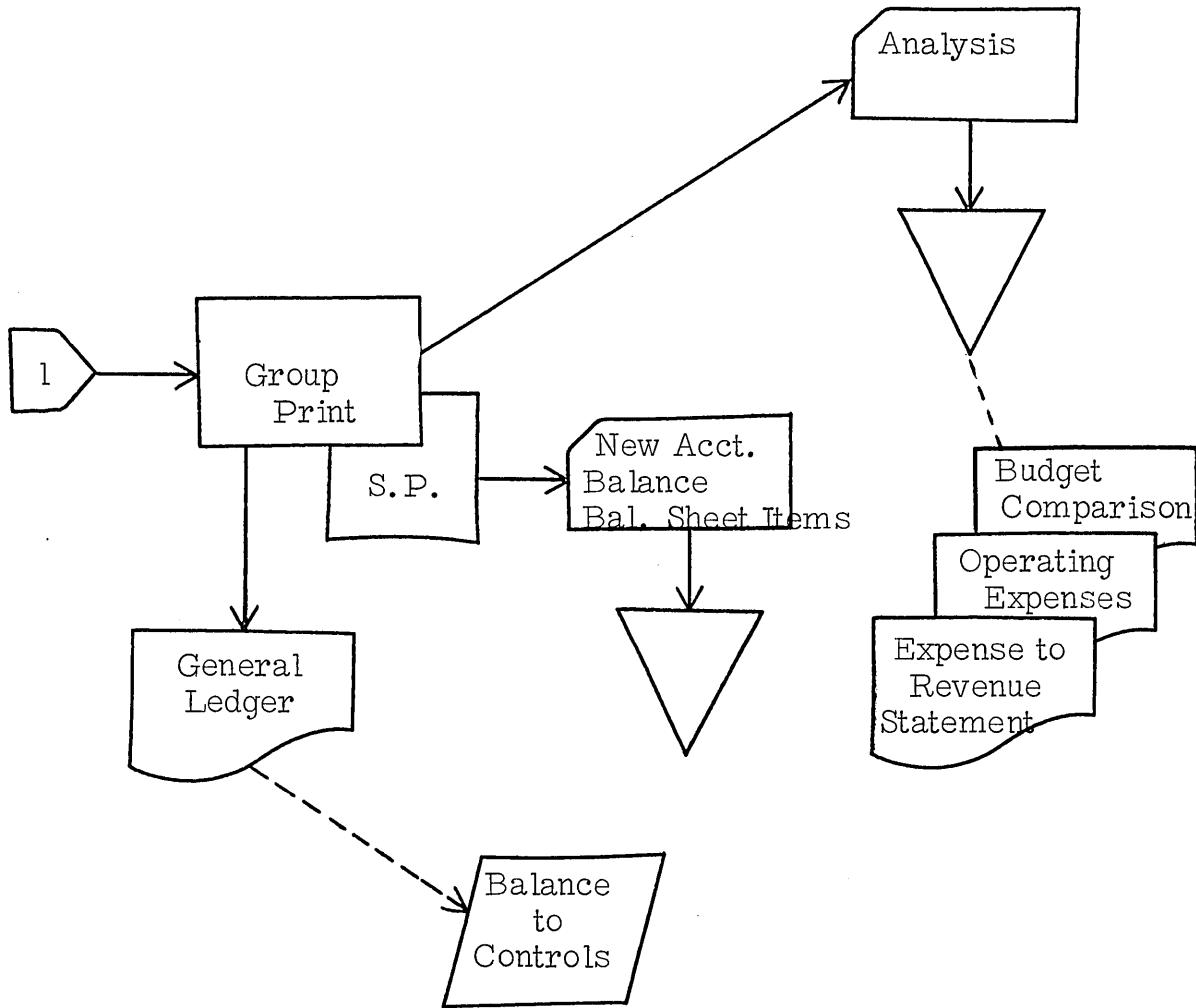 Analysis
1
Group
Print
S.P.
New Acct.
Balance
Bal. Sheet Items
Budget
Comparison
Operating
Expenses
Expense to
Revenue
Statement
General
Ledger
Balance
to
Controls